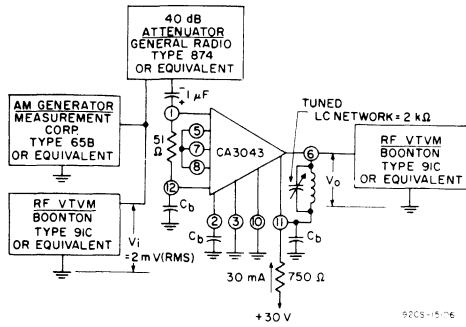 40 dB
ATTENUATOR
GENERAL RADIO
TYPE 874
OR EQUIVALENT
1 μF
+
AM GENERATOR
MEASUREMENT
CORP.
TYPE 65B
OR EQUIVALENT
1
51
Ω
5
7
8
CA3043
TUNED
LC NETWORK = 2 kΩ
6
RF VTVM
BOONTON
TYPE 91C
OR EQUIVALENT
Vo
12
Cb
2
3
10
11
Cb
Cb
RF VTVM
BOONTON
TYPE 91C
OR EQUIVALENT
Vi
=2 mV(RMS)
30 mA
750 Ω
+30V